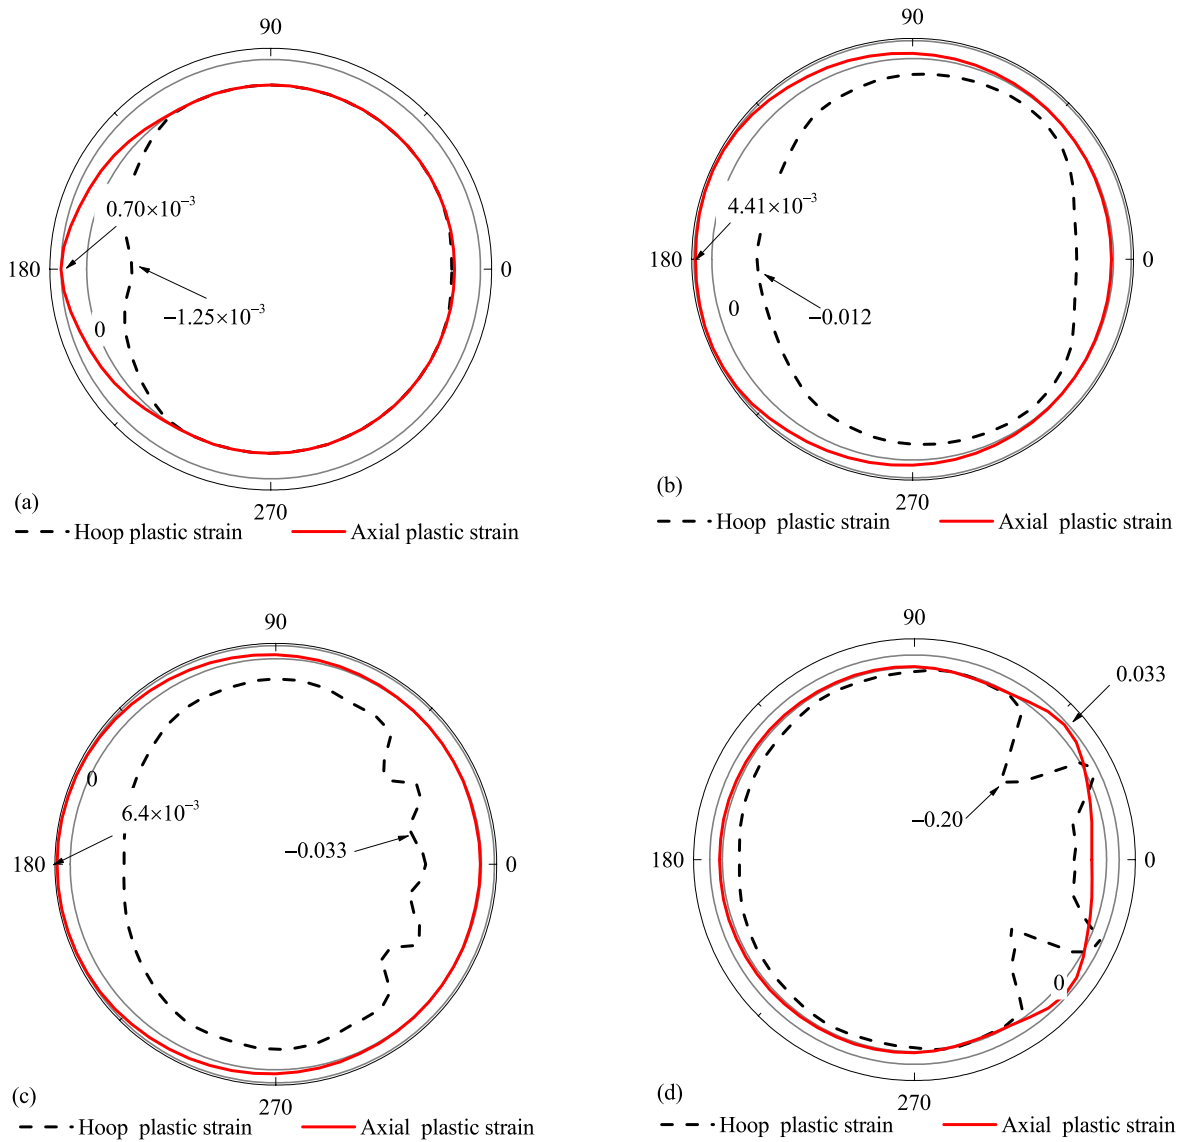 90
0.70×10⁻³
180
0
−1.25×10⁻³
0
270
(a)
Hoop plastic strain
Axial plastic strain
90
4.41×10⁻³
180
0
0
−0.012
270
(b)
Hoop plastic strain
Axial plastic strain
90
0
6.4×10⁻³
−0.033
180
0
270
(c)
Hoop plastic strain
Axial plastic strain
90
0.033
−0.20
180
0
0
270
(d)
Hoop plastic strain
Axial plastic strain